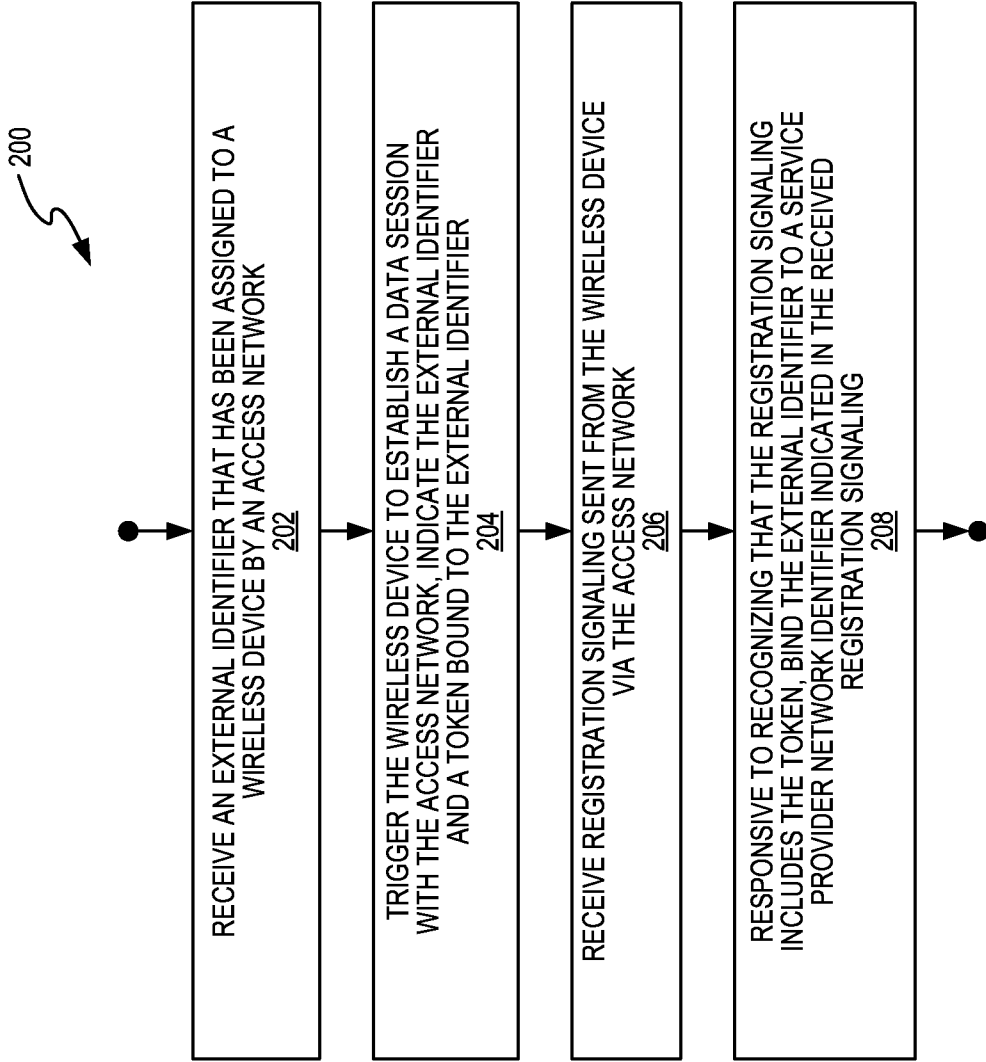 200
RECEIVE AN EXTERNAL IDENTIFIER THAT HAS BEEN ASSIGNED TO A
WIRELESS DEVICE BY AN ACCESS NETWORK
202
TRIGGER THE WIRELESS DEVICE TO ESTABLISH A DATA SESSION
WITH THE ACCESS NETWORK, INDICATE THE EXTERNAL IDENTIFIER
AND A TOKEN BOUND TO THE EXTERNAL IDENTIFIER
204
RECEIVE REGISTRATION SIGNALING SENT FROM THE WIRELESS DEVICE
VIA THE ACCESS NETWORK
206
RESPONSIVE TO RECOGNIZING THAT THE REGISTRATION SIGNALING
INCLUDES THE TOKEN, BIND THE EXTERNAL IDENTIFIER TO A SERVICE
PROVIDER NETWORK IDENTIFIER INDICATED IN THE RECEIVED
REGISTRATION SIGNALING
208